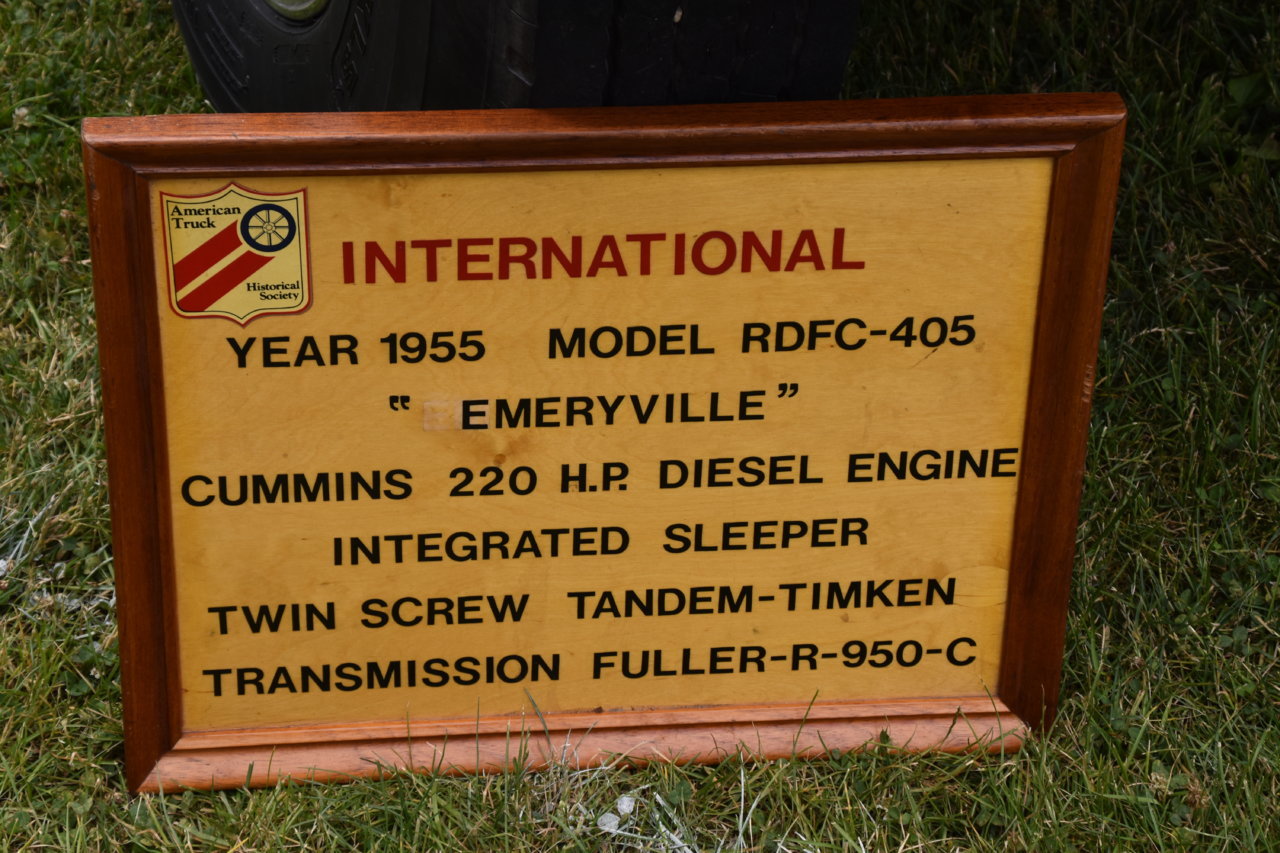 American
Truck
Historical
Society
INTERNATIONAL
YEAR 1955 MODEL RDFC-405
" EMERYVILLE "
CUMMINS 220 H.P. DIESEL ENGINE
INTEGRATED SLEEPER
TWIN SCREW TANDEM-TIMKEN
TRANSMISSION FULLER-R-950-C